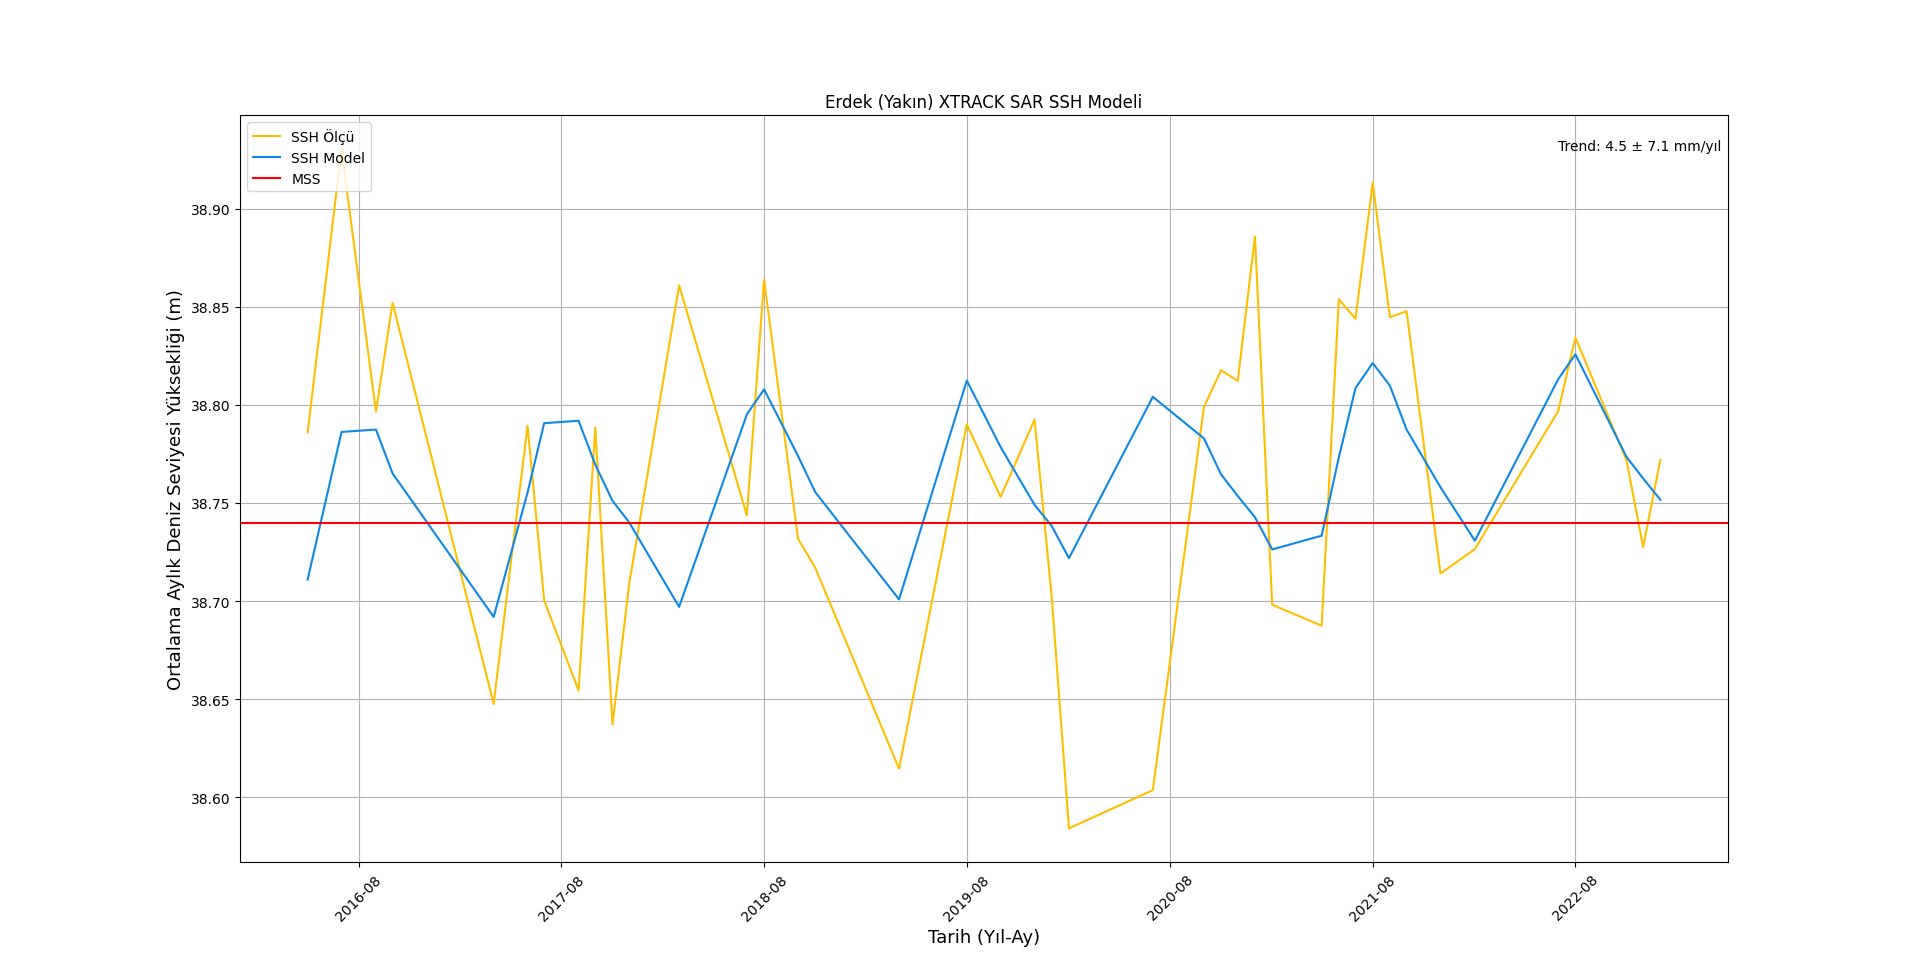 Erdek (Yakın) XTRACK SAR SSH Modeli
SSH Ölçü
SSH Model
MSS
Trend: 4.5 ± 7.1 mm/yıl
Ortalama Aylık Deniz Seviyesi Yüksekliği (m)
38.90
38.85
38.80
38.75
38.70
38.65
38.60
2016-08
2017-08
2018-08
2019-08
2020-08
2021-08
2022-08
Tarih (Yıl-Ay)